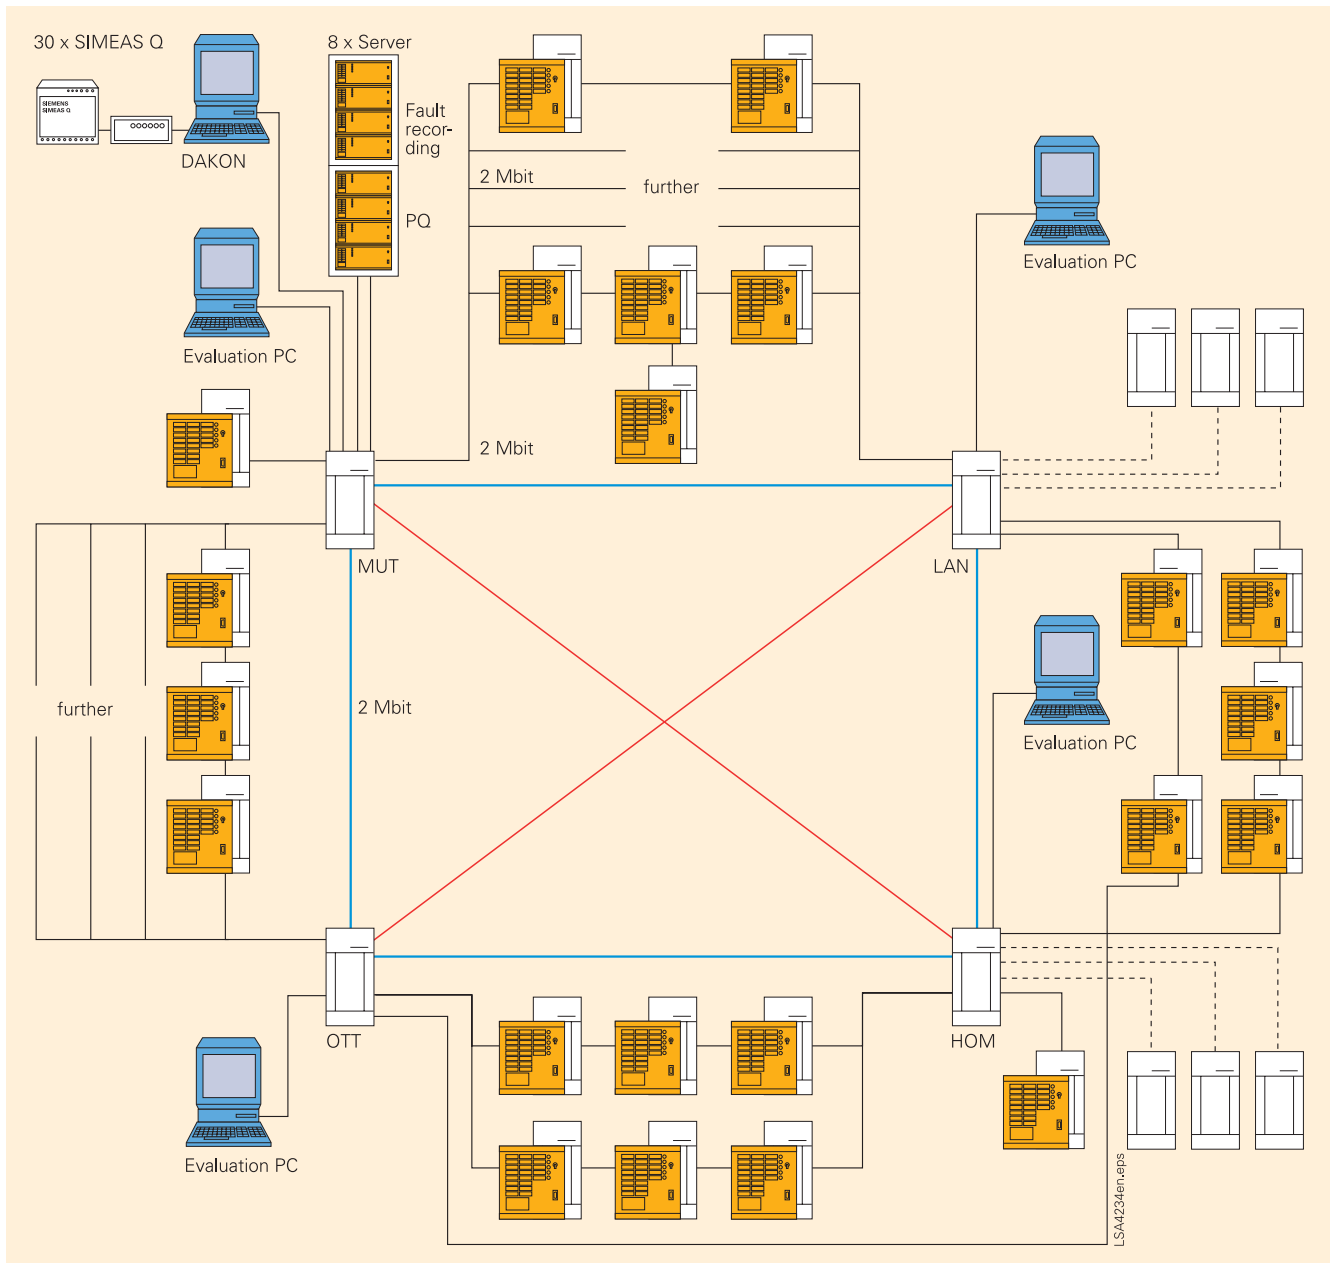 30 x SIMEAS Q
8 x Server
SIEMENS
SIMEAS Q
DAKON
Fault
recor-
ding
PQ
2 Mbit
further
Evaluation PC
Evaluation PC
2 Mbit
MUT
LAN
further
2 Mbit
Evaluation PC
OTT
HOM
Evaluation PC
LSA4234en.eps